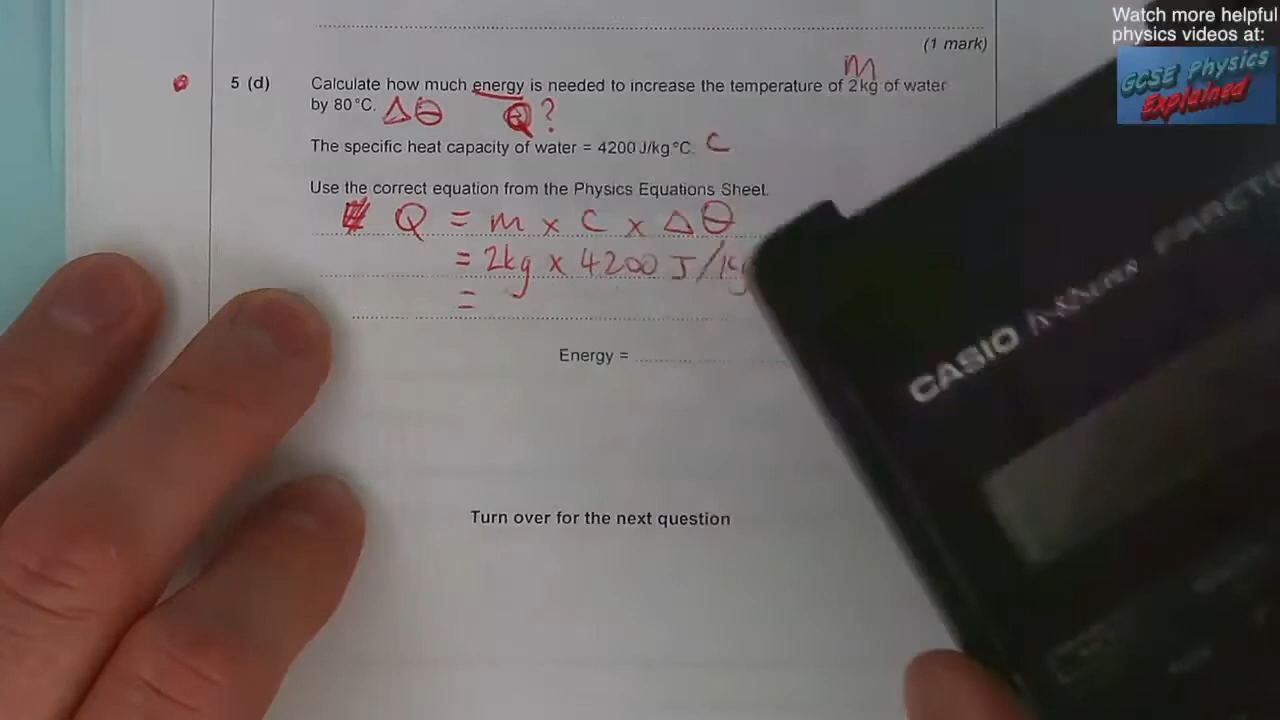 Watch more helpful
physics videos at:
GCSE Physics
Explained
(1 mark)
m
5 (d) Calculate how much energy is needed to increase the temperature of 2 kg of water
by 80 °C. Δθ Q ?
The specific heat capacity of water = 4200 J/kg °C. C
Use the correct equation from the Physics Equations Sheet.
Q = m × C × Δθ
= 2kg × 4200 J/kg
=
Energy =
Turn over for the next question
CASIO